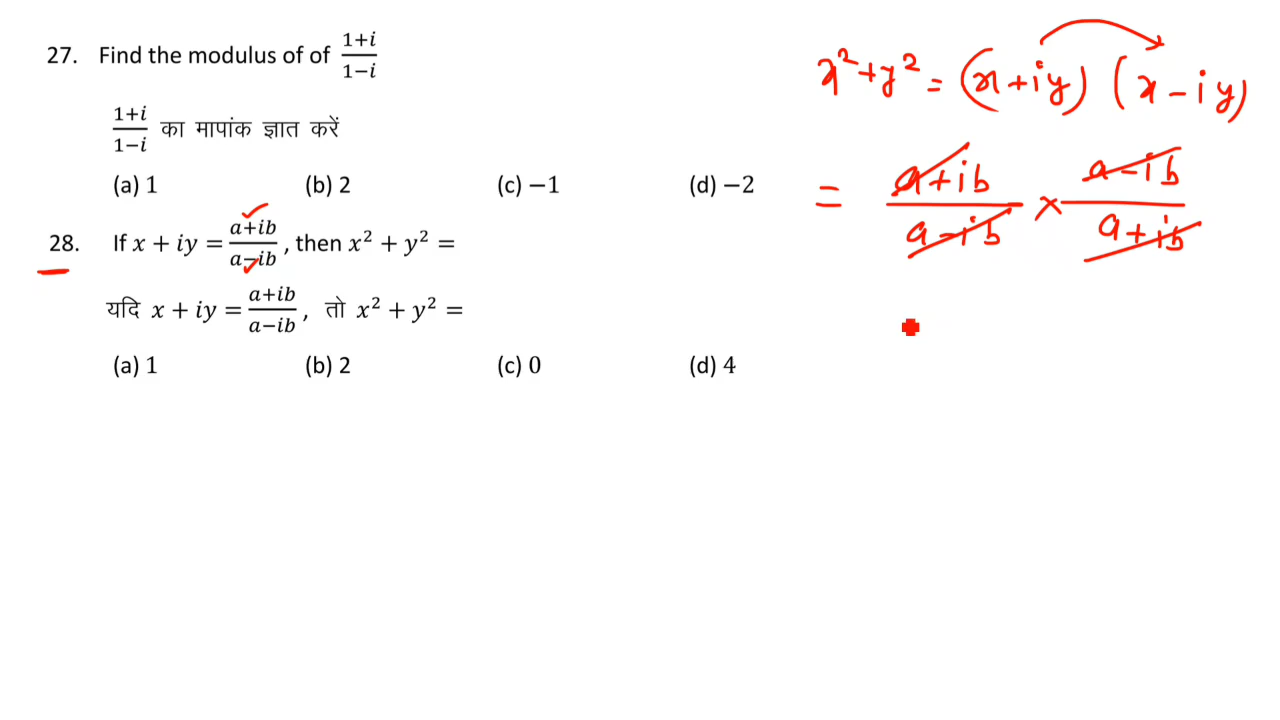 27. Find the modulus of of (1+i)/(1−i)
(1+i)/(1−i) का मापांक ज्ञात करें
(a) 1 (b) 2 (c) −1 (d) −2
28. If x + iy = (a+ib)/(a−ib), then x² + y² =
यदि x + iy = (a+ib)/(a−ib), तो x² + y² =
(a) 1 (b) 2 (c) 0 (d) 4
x² + y² = (x + iy) (x − iy)
= (a+ib)/(a−ib) × (a−ib)/(a+ib)